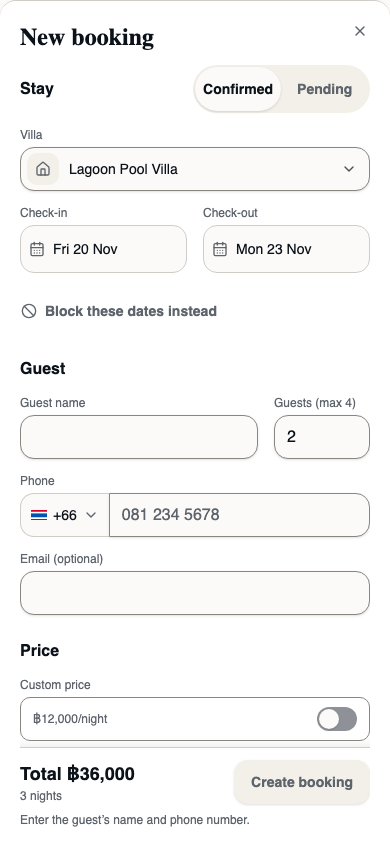 New booking
Stay
Confirmed
Pending
Villa
Lagoon Pool Villa
Check-in
Check-out
Fri 20 Nov
Mon 23 Nov
Block these dates instead
Guest
Guest name
Guests (max 4)
2
Phone
+66
081 234 5678
Email (optional)
Price
Custom price
฿12,000/night
Total ฿36,000
3 nights
Create booking
Enter the guest’s name and phone number.